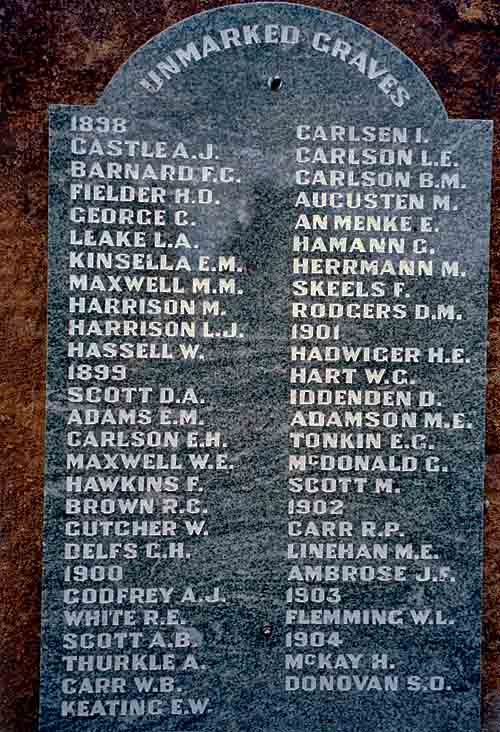 UNMARKED GRAVES
1898
CASTLE A.J.
BARNARD F.G.
FIELDER H.D.
GEORGE C.
LEAKE L.A.
KINSELLA E.M.
MAXWELL M.M.
HARRISON M.
HARRISON L.J.
HASSELL W.
1899
SCOTT D.A.
ADAMS E.M.
CARLSON E.H.
MAXWELL W.E.
HAWKINS F.
BROWN R.C.
GUTCHER W.
DELFS G.H.
1900
GODFREY A.J.
WHITE R.E.
SCOTT A.B.
THURKLE A.
CARR W.B.
KEATING E.W.
CARLSEN I.
CARLSON L.E.
CARLSON B.M.
AUGUSTEN M.
AN MENKE E.
HAMANN G.
HERRMANN M.
SKEELS F.
RODGERS D.M.
1901
HADWIGER H.E.
HART W.G.
IDDENDEN D.
ADAMSON M.E.
TONKIN E.G.
McDONALD G.
SCOTT M.
1902
CARR R.P.
LINEHAN M.E.
AMBROSE J.F.
1903
FLEMMING W.L.
1904
McKAY H.
DONOVAN S.O.